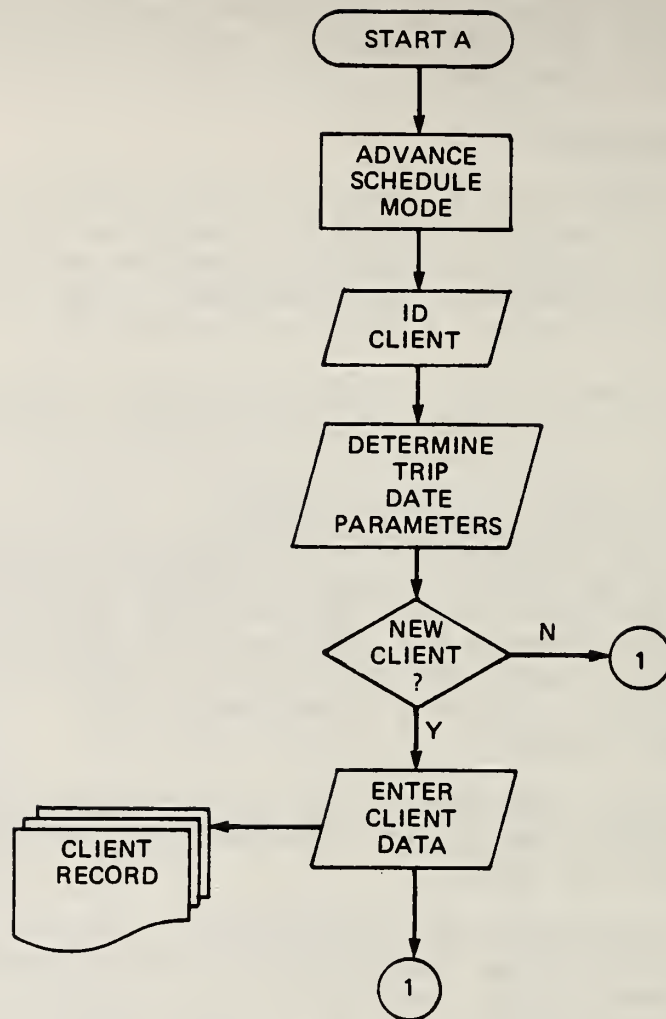 START A
ADVANCE
SCHEDULE
MODE
ID
CLIENT
DETERMINE
TRIP
DATE
PARAMETERS
NEW
CLIENT
?
N
1
Y
ENTER
CLIENT
DATA
CLIENT
RECORD
1